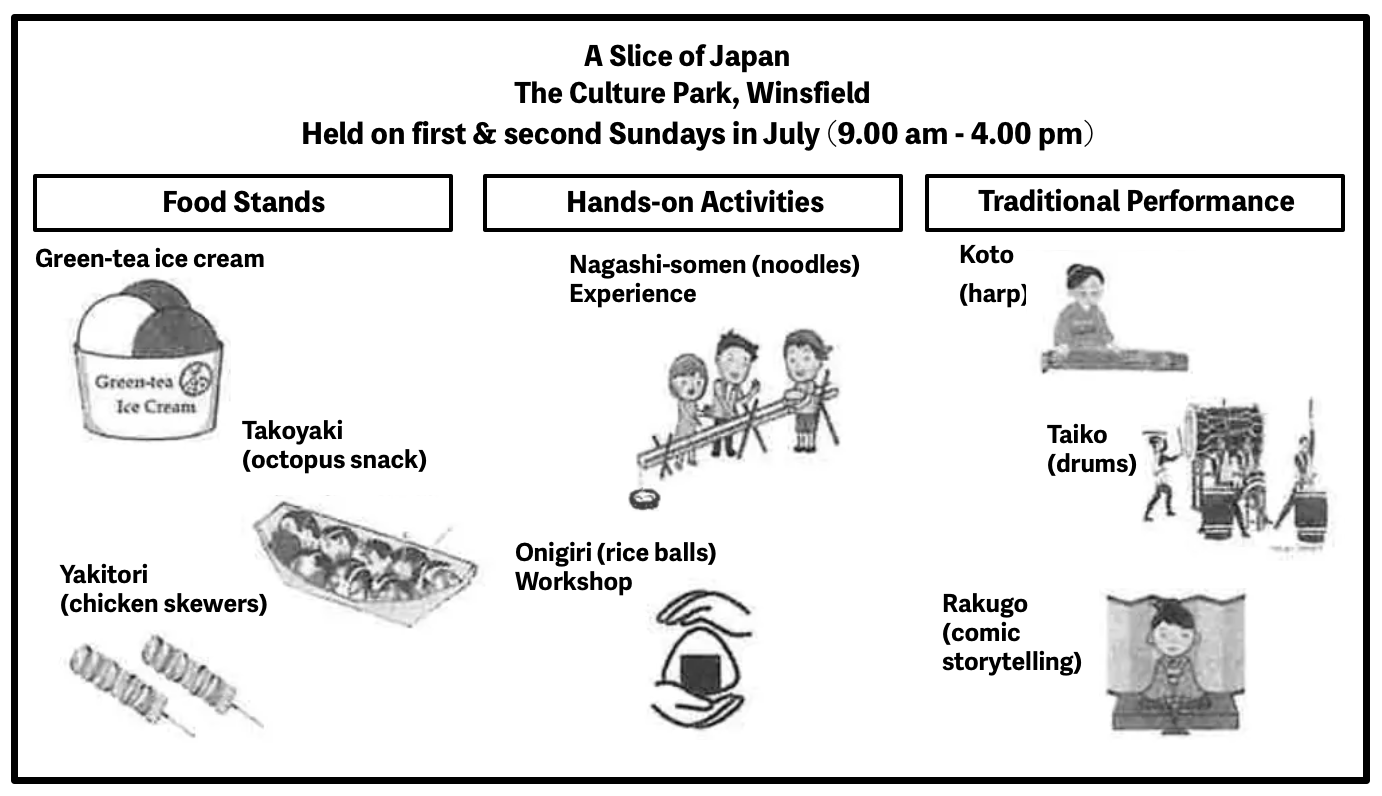 A Slice of Japan
The Culture Park, Winsfield
Held on first & second Sundays in July（9.00 am - 4.00 pm）
Food Stands
Green-tea ice cream
Green-tea
Ice Cream
Takoyaki
(octopus snack)
Yakitori
(chicken skewers)
Hands-on Activities
Nagashi-somen (noodles)
Experience
Onigiri (rice balls)
Workshop
Traditional Performance
Koto
(harp)
Taiko
(drums)
Rakugo
(comic
storytelling)